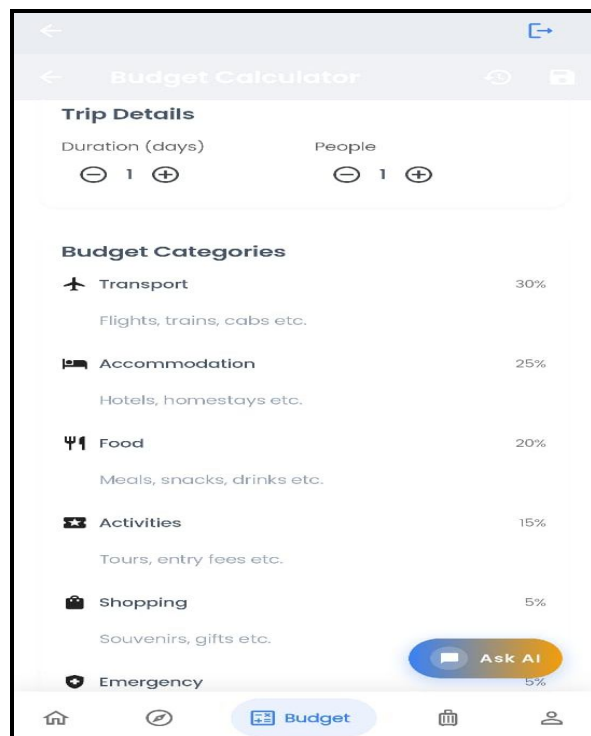 Budget Calculator
Trip Details
Duration (days) People
1 1
Budget Categories
Transport 30%
Flights, trains, cabs etc.
Accommodation 25%
Hotels, homestays etc.
Food 20%
Meals, snacks, drinks etc.
Activities 15%
Tours, entry fees etc.
Shopping 5%
Souvenirs, gifts etc.
Ask AI
Emergency 5%
Budget